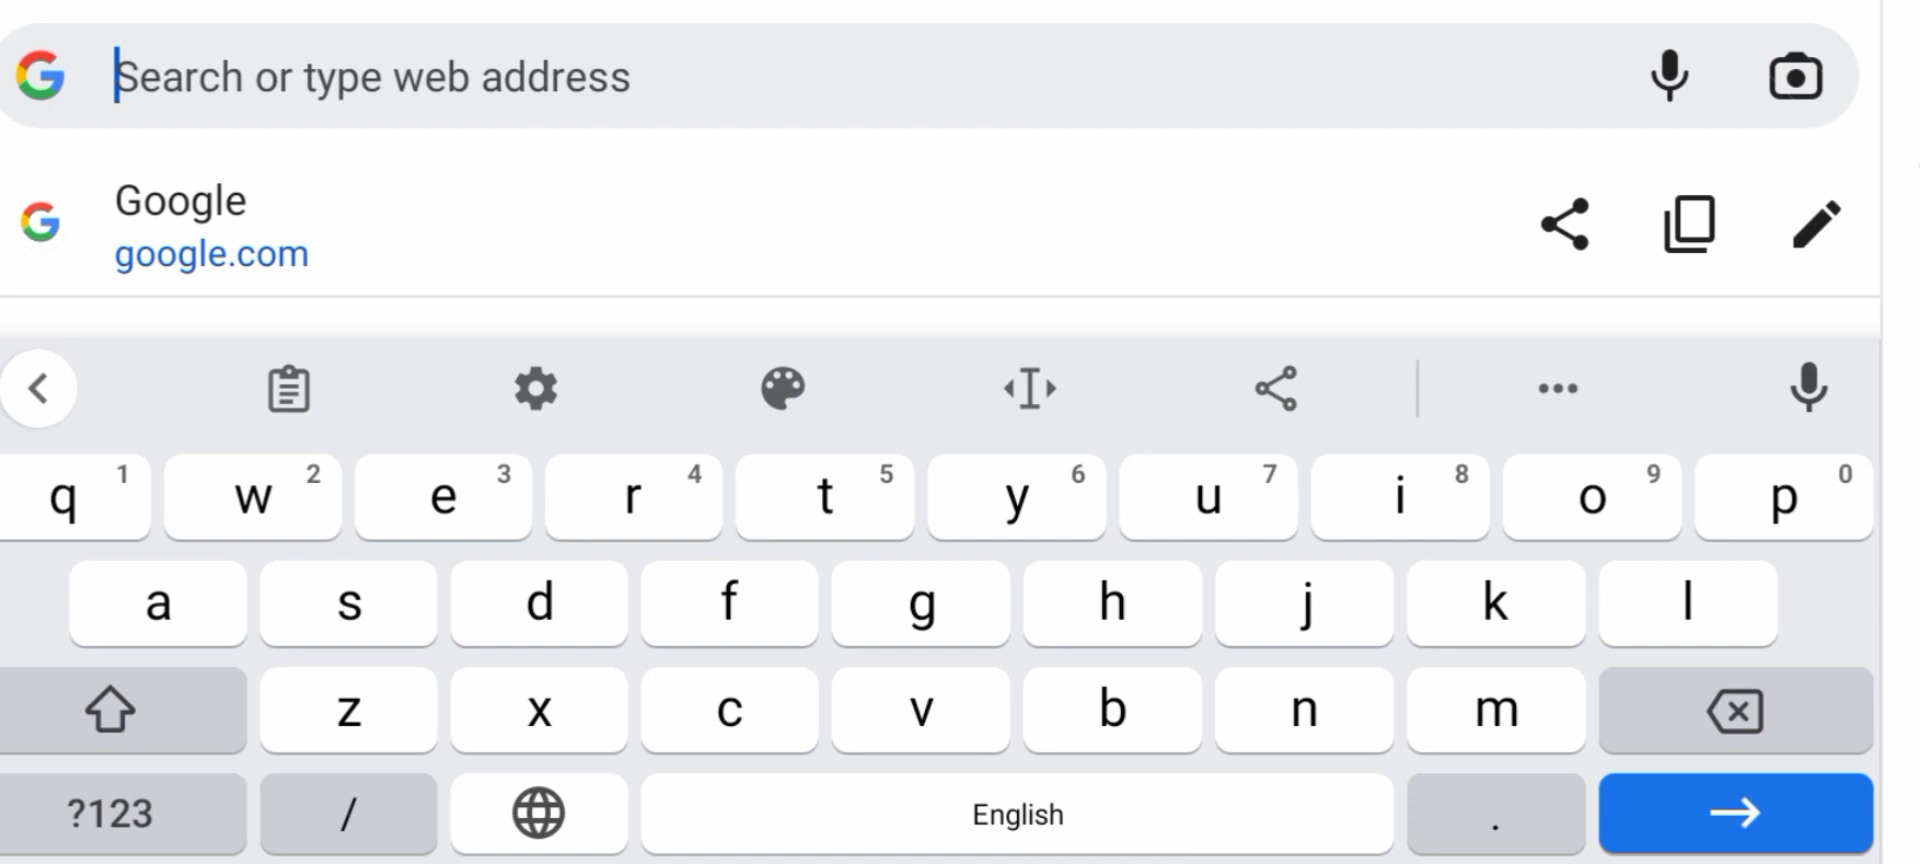 Search or type web address
Google
google.com
q 1 w 2 e 3 r 4 t 5 y 6 u 7 i 8 o 9 p 0
a s d f g h j k l
z x c v b n m
?123 / English .